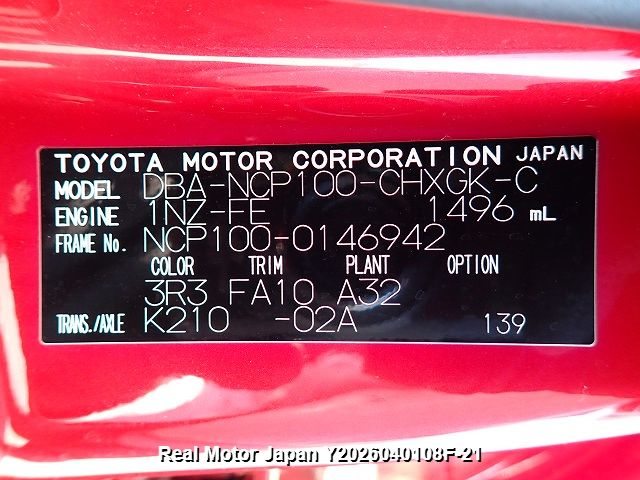 TOYOTA MOTOR CORPORATION JAPAN
MODEL DBA-NCP100-CHXGK-C
ENGINE 1NZ-FE 1496 mL
FRAME No. NCP100-0146942
COLOR TRIM PLANT OPTION
3R3 FA10 A32
TRANS./AXLE K210 -02A 139
Real Motor Japan Y2026040108F-21